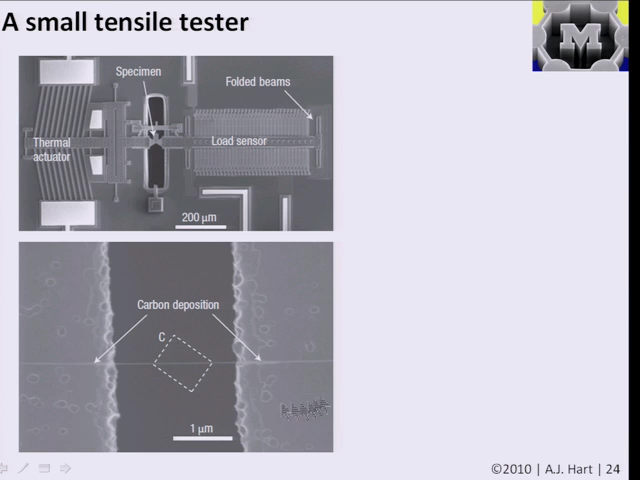 A small tensile tester
M
Specimen
Folded beams
Thermal
actuator
Load sensor
200 µm
Carbon deposition
C
1 µm
©2010 | A.J. Hart | 24